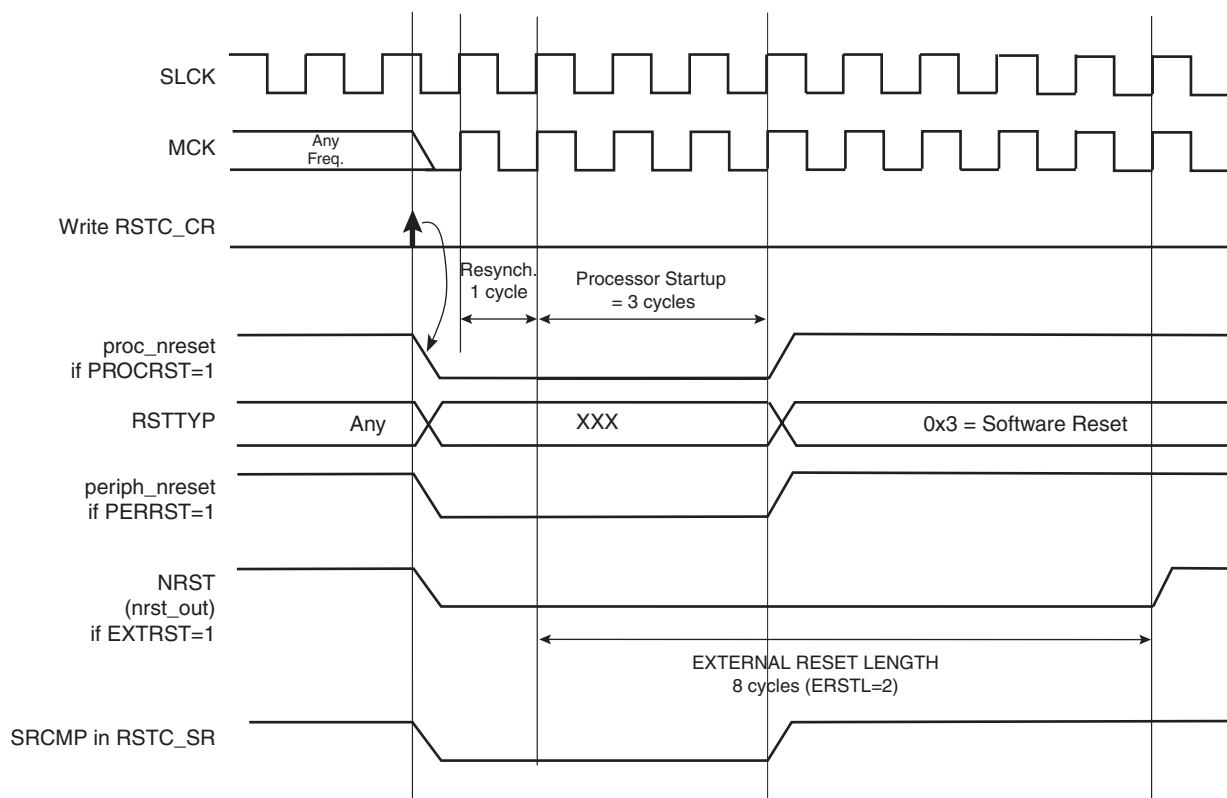 SLCK
MCK
Any
Freq.
Write RSTC_CR
Resynch.
1 cycle
Processor Startup
= 3 cycles
proc_nreset
if PROCRST=1
RSTTYP
Any
XXX
0x3 = Software Reset
periph_nreset
if PERRST=1
NRST
(nrst_out)
if EXTRST=1
EXTERNAL RESET LENGTH
8 cycles (ERSTL=2)
SRCMP in RSTC_SR